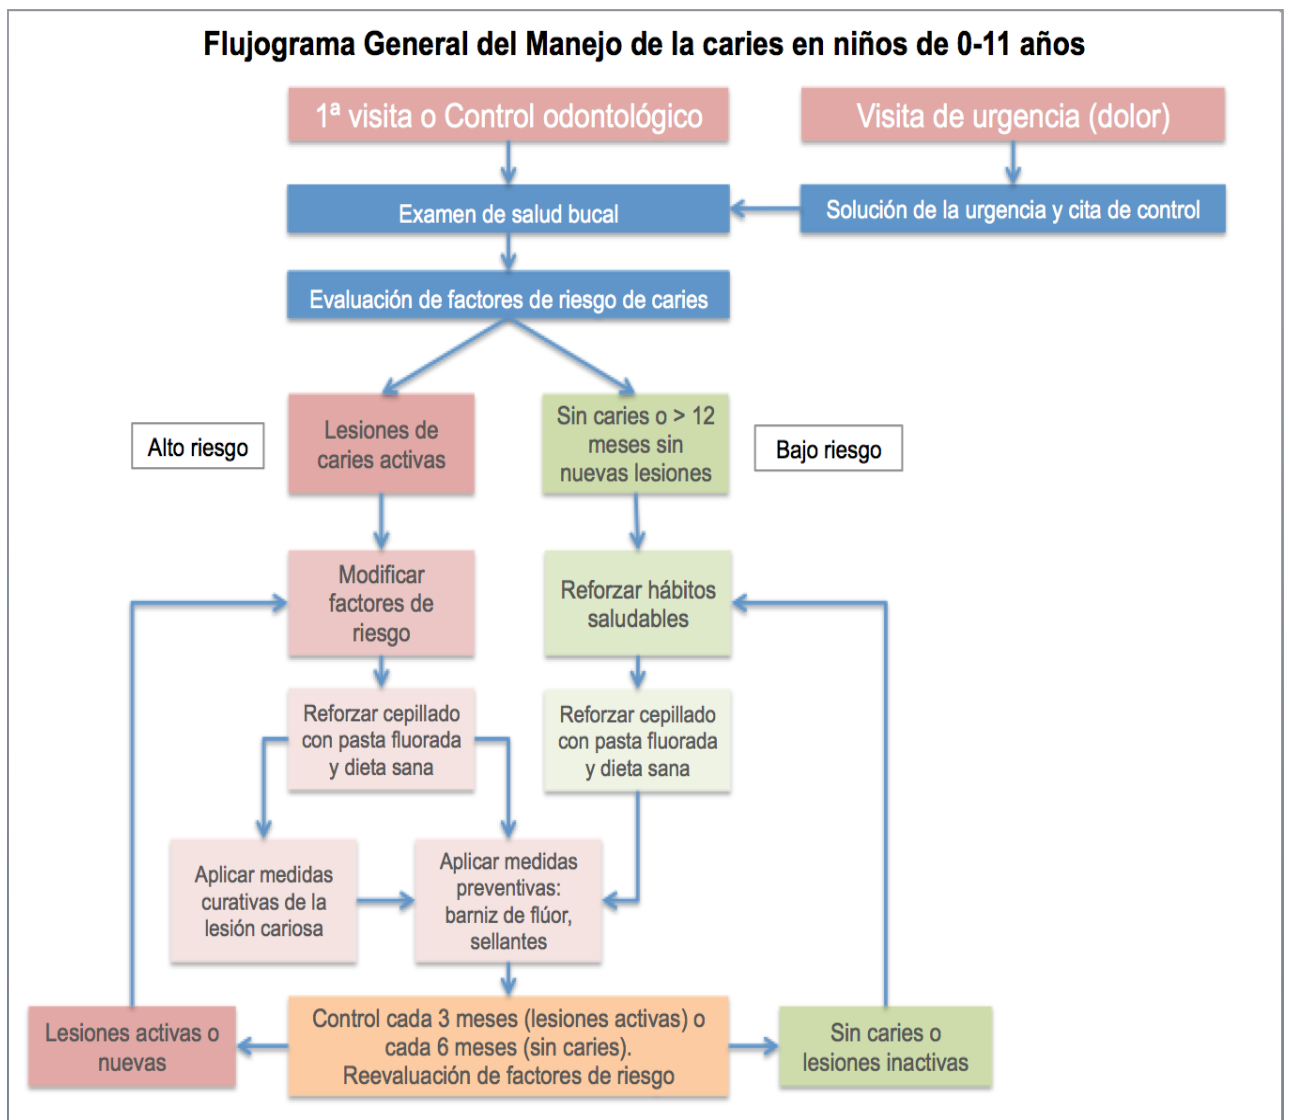 Flujograma General del Manejo de la caries en niños de 0-11 años
1ª visita o Control odontológico
Visita de urgencia (dolor)
Examen de salud bucal
Solución de la urgencia y cita de control
Evaluación de factores de riesgo de caries
Alto riesgo
Lesiones de
caries activas
Sin caries o > 12
meses sin
nuevas lesiones
Bajo riesgo
Modificar
factores de
riesgo
Reforzar hábitos
saludables
Reforzar cepillado
con pasta fluorada
y dieta sana
Reforzar cepillado
con pasta fluorada
y dieta sana
Aplicar medidas
curativas de la
lesión cariosa
Aplicar medidas
preventivas:
barniz de flúor,
sellantes
Lesiones activas o
nuevas
Control cada 3 meses (lesiones activas) o
cada 6 meses (sin caries).
Reevaluación de factores de riesgo
Sin caries o
lesiones inactivas